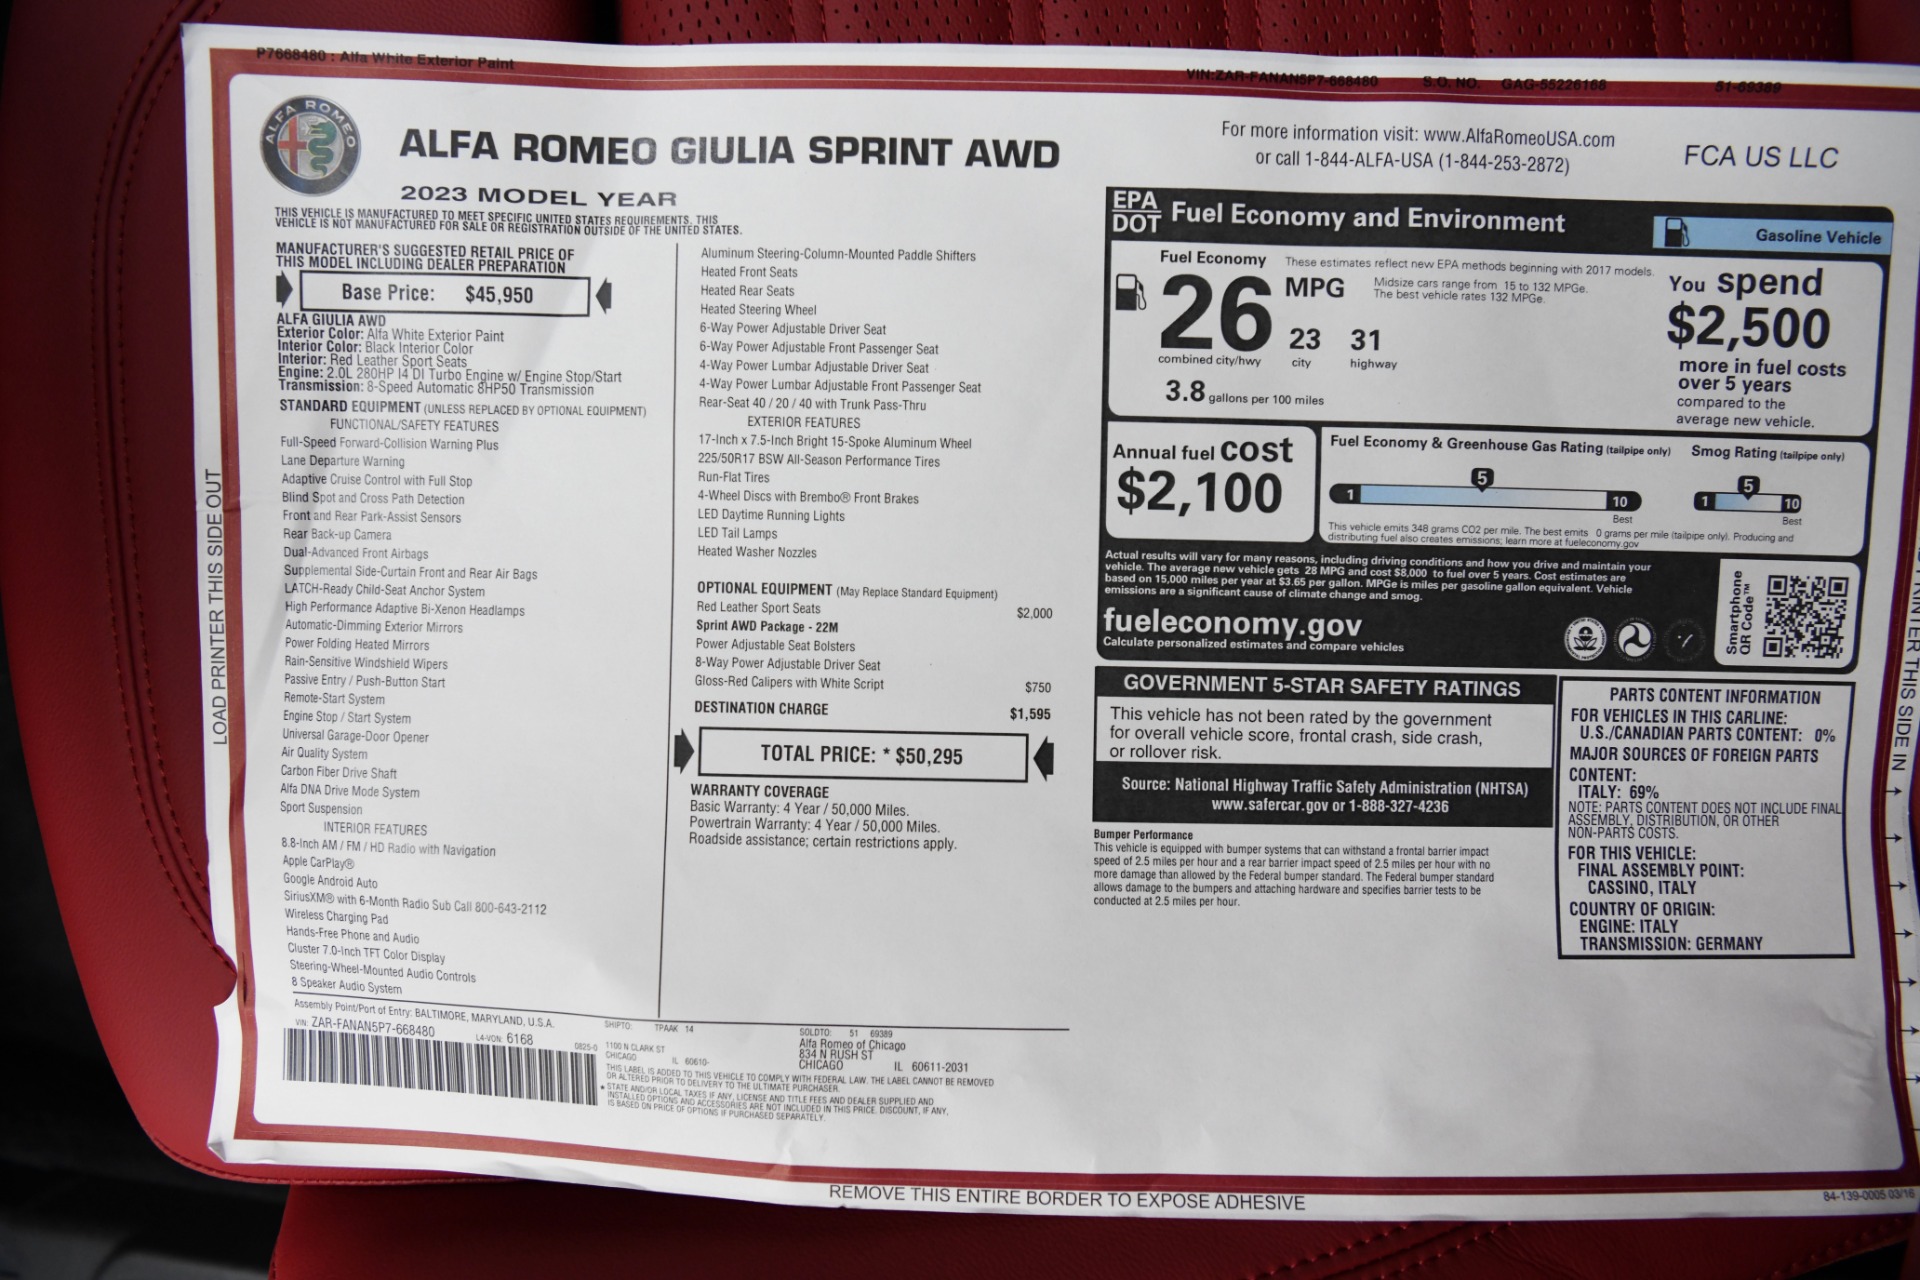 P7668480 : Alfa White Exterior Paint
VIN:ZAR-FANAN5P7-668480 S.O. NO. GAG-55226168 51-69389
ALFA ROMEO
ALFA ROMEO GIULIA SPRINT AWD
2023 MODEL YEAR
THIS VEHICLE IS MANUFACTURED TO MEET SPECIFIC UNITED STATES REQUIREMENTS. THIS
VEHICLE IS NOT MANUFACTURED FOR SALE OR REGISTRATION OUTSIDE OF THE UNITED STATES.
For more information visit: www.AlfaRomeoUSA.com
or call 1-844-ALFA-USA (1-844-253-2872)
FCA US LLC
MANUFACTURER'S SUGGESTED RETAIL PRICE OF
THIS MODEL INCLUDING DEALER PREPARATION
Base Price: $45,950
ALFA GIULIA AWD
Exterior Color: Alfa White Exterior Paint
Interior Color: Black Interior Color
Interior: Red Leather Sport Seats
Engine: 2.0L 280HP I4 DI Turbo Engine w/ Engine Stop/Start
Transmission: 8-Speed Automatic 8HP50 Transmission
STANDARD EQUIPMENT (UNLESS REPLACED BY OPTIONAL EQUIPMENT)
FUNCTIONAL/SAFETY FEATURES
Full-Speed Forward-Collision Warning Plus
Lane Departure Warning
Adaptive Cruise Control with Full Stop
Blind Spot and Cross Path Detection
Front and Rear Park-Assist Sensors
Rear Back-up Camera
Dual-Advanced Front Airbags
Supplemental Side-Curtain Front and Rear Air Bags
LATCH-Ready Child-Seat Anchor System
High Performance Adaptive Bi-Xenon Headlamps
Automatic-Dimming Exterior Mirrors
Power Folding Heated Mirrors
Rain-Sensitive Windshield Wipers
Passive Entry / Push-Button Start
Remote-Start System
Engine Stop / Start System
Universal Garage-Door Opener
Air Quality System
Carbon Fiber Drive Shaft
Alfa DNA Drive Mode System
Sport Suspension
INTERIOR FEATURES
8.8-Inch AM / FM / HD Radio with Navigation
Apple CarPlay®
Google Android Auto
SiriusXM® with 6-Month Radio Sub Call 800-643-2112
Wireless Charging Pad
Hands-Free Phone and Audio
Cluster 7.0-Inch TFT Color Display
Steering-Wheel-Mounted Audio Controls
8 Speaker Audio System
Aluminum Steering-Column-Mounted Paddle Shifters
Heated Front Seats
Heated Rear Seats
Heated Steering Wheel
6-Way Power Adjustable Driver Seat
6-Way Power Adjustable Front Passenger Seat
4-Way Power Lumbar Adjustable Driver Seat
4-Way Power Lumbar Adjustable Front Passenger Seat
Rear-Seat 40 / 20 / 40 with Trunk Pass-Thru
EXTERIOR FEATURES
17-Inch x 7.5-Inch Bright 15-Spoke Aluminum Wheel
225/50R17 BSW All-Season Performance Tires
Run-Flat Tires
4-Wheel Discs with Brembo® Front Brakes
LED Daytime Running Lights
LED Tail Lamps
Heated Washer Nozzles
OPTIONAL EQUIPMENT (May Replace Standard Equipment)
Red Leather Sport Seats $2,000
Sprint AWD Package - 22M
Power Adjustable Seat Bolsters
8-Way Power Adjustable Driver Seat
Gloss-Red Calipers with White Script $750
DESTINATION CHARGE $1,595
TOTAL PRICE: * $50,295
WARRANTY COVERAGE
Basic Warranty: 4 Year / 50,000 Miles.
Powertrain Warranty: 4 Year / 50,000 Miles.
Roadside assistance; certain restrictions apply.
EPA
DOT
Fuel Economy and Environment
Gasoline Vehicle
Fuel Economy
26
MPG
These estimates reflect new EPA methods beginning with 2017 models.
Midsize cars range from 15 to 132 MPGe.
The best vehicle rates 132 MPGe.
23 31
combined city/hwy city highway
3.8 gallons per 100 miles
You spend
$2,500
more in fuel costs
over 5 years
compared to the
average new vehicle.
Annual fuel cost
$2,100
Fuel Economy & Greenhouse Gas Rating (tailpipe only)
1 5 10
Best
Smog Rating (tailpipe only)
1 5 10
Best
This vehicle emits 348 grams CO2 per mile. The best emits 0 grams per mile (tailpipe only). Producing and
distributing fuel also creates emissions; learn more at fueleconomy.gov
Actual results will vary for many reasons, including driving conditions and how you drive and maintain your
vehicle. The average new vehicle gets 28 MPG and cost $8,000 to fuel over 5 years. Cost estimates are
based on 15,000 miles per year at $3.65 per gallon. MPGe is miles per gasoline gallon equivalent. Vehicle
emissions are a significant cause of climate change and smog.
fueleconomy.gov
Calculate personalized estimates and compare vehicles
Smartphone
QR Code™
GOVERNMENT 5-STAR SAFETY RATINGS
This vehicle has not been rated by the government
for overall vehicle score, frontal crash, side crash,
or rollover risk.
Source: National Highway Traffic Safety Administration (NHTSA)
www.safercar.gov or 1-888-327-4236
Bumper Performance
This vehicle is equipped with bumper systems that can withstand a frontal barrier impact
speed of 2.5 miles per hour and a rear barrier impact speed of 2.5 miles per hour with no
more damage than allowed by the Federal bumper standard. The Federal bumper standard
allows damage to the bumpers and attaching hardware and specifies barrier tests to be
conducted at 2.5 miles per hour.
PARTS CONTENT INFORMATION
FOR VEHICLES IN THIS CARLINE:
U.S./CANADIAN PARTS CONTENT: 0%
MAJOR SOURCES OF FOREIGN PARTS
CONTENT:
ITALY: 69%
NOTE: PARTS CONTENT DOES NOT INCLUDE FINAL
ASSEMBLY, DISTRIBUTION, OR OTHER
NON-PARTS COSTS.
FOR THIS VEHICLE:
FINAL ASSEMBLY POINT:
CASSINO, ITALY
COUNTRY OF ORIGIN:
ENGINE: ITALY
TRANSMISSION: GERMANY
Assembly Point/Port of Entry: BALTIMORE, MARYLAND, U.S.A.
VIN: ZAR-FANAN5P7-668480
L4-VON: 6168
0825-0
SHIPTO: TPAAK 14
1100 N CLARK ST
CHICAGO IL 60610-
SOLDTO: 51 69389
Alfa Romeo of Chicago
834 N RUSH ST
CHICAGO IL 60611-2031
THIS LABEL IS ADDED TO THIS VEHICLE TO COMPLY WITH FEDERAL LAW. THE LABEL CANNOT BE REMOVED
OR ALTERED PRIOR TO DELIVERY TO THE ULTIMATE PURCHASER.
* STATE AND/OR LOCAL TAXES IF ANY, LICENSE AND TITLE FEES AND DEALER SUPPLIED AND
INSTALLED OPTIONS AND ACCESSORIES ARE NOT INCLUDED IN THIS PRICE. DISCOUNT, IF ANY,
IS BASED ON PRICE OF OPTIONS IF PURCHASED SEPARATELY.
LOAD PRINTER THIS SIDE OUT
PRINTER THIS SIDE IN
REMOVE THIS ENTIRE BORDER TO EXPOSE ADHESIVE
84-139-0005 03/16